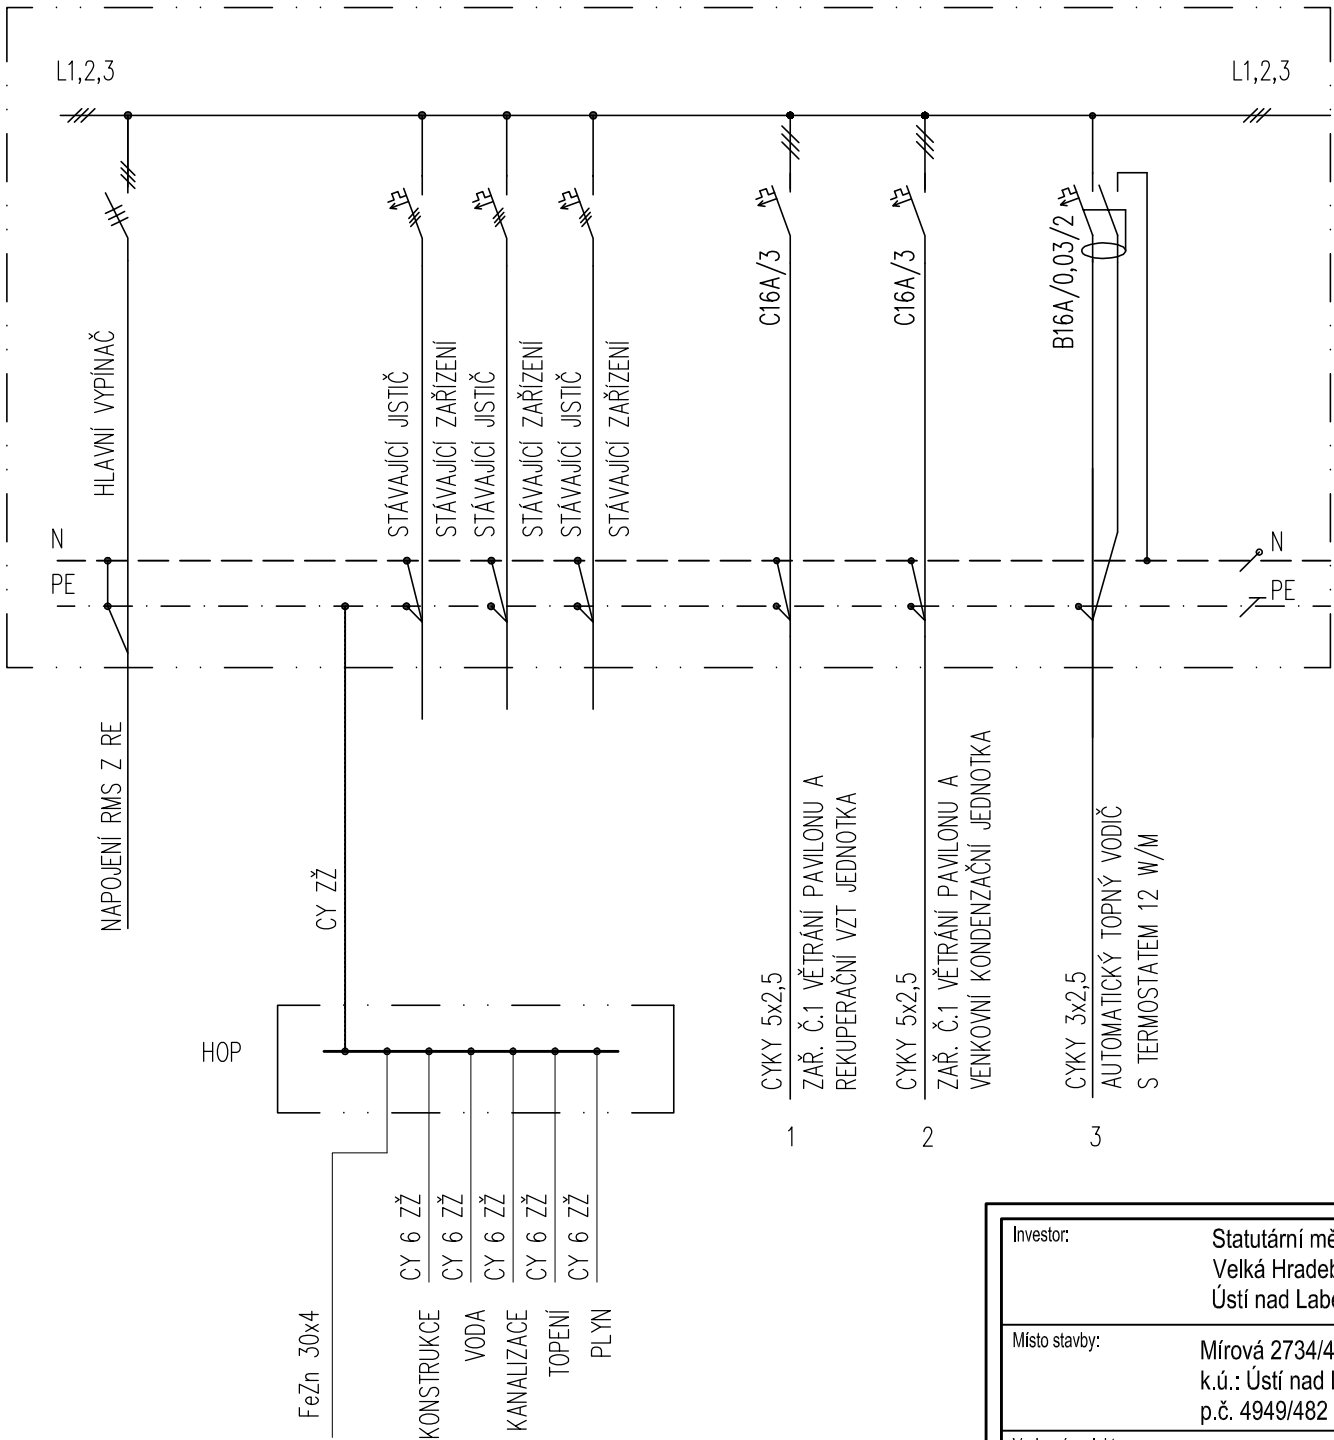 L1,2,3
L1,2,3
HLAVNÍ VYPÍNAČ
STÁVAJÍCÍ JISTIČ
STÁVAJÍCÍ ZAŘÍZENÍ
STÁVAJÍCÍ JISTIČ
STÁVAJÍCÍ ZAŘÍZENÍ
STÁVAJÍCÍ JISTIČ
STÁVAJÍCÍ ZAŘÍZENÍ
C16A/3
C16A/3
B16A/0,03/2
N
N
PE
PE
NAPOJENÍ RMS Z RE
CY ZŽ
HOP
CYKY 5x2,5
ZAŘ. Č.1 VĚTRÁNÍ PAVILONU A
REKUPERAČNÍ VZT JEDNOTKA
1
CYKY 5x2,5
ZAŘ. Č.1 VĚTRÁNÍ PAVILONU A
VENKOVNÍ KONDENZAČNÍ JEDNOTKA
2
CYKY 3x2,5
AUTOMATICKÝ TOPNÝ VODIČ
S TERMOSTATEM 12 W/M
3
FeZn 30x4
CY 6 ZŽ
KONSTRUKCE
CY 6 ZŽ
VODA
CY 6 ZŽ
KANALIZACE
CY 6 ZŽ
TOPENÍ
CY 6 ZŽ
PLYN
Investor:
Statutární
Velká
Ústí nad
Místo stavby:
Mírová 2734/4
k.ú.: Ústí nad
p.č. 4949/482